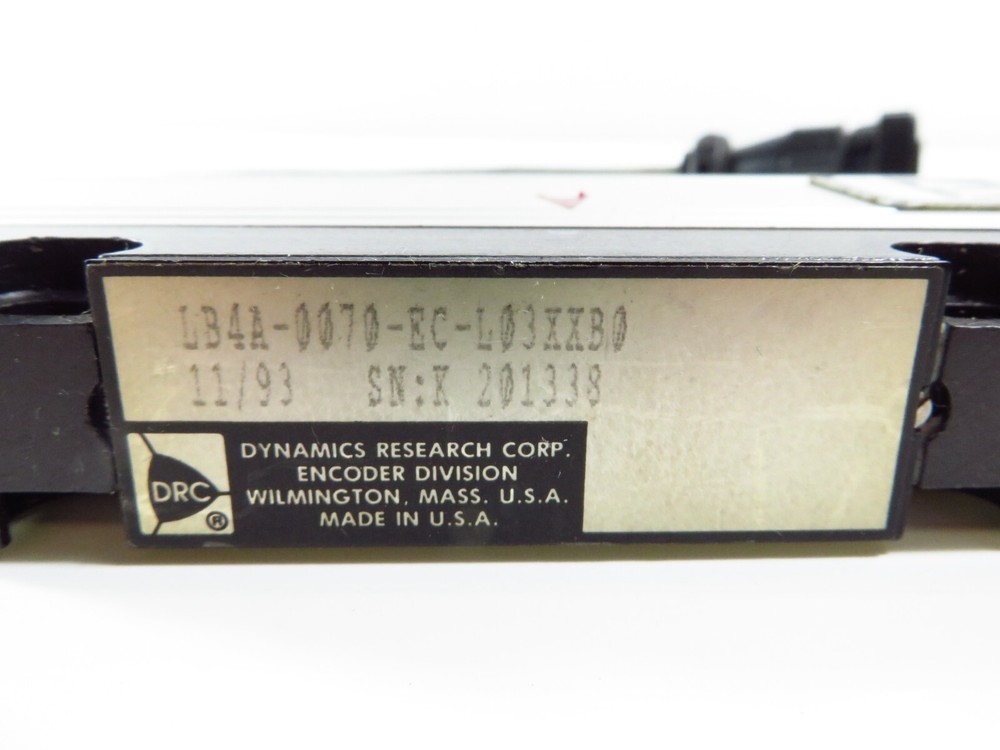 LB4A-0070-EC-L03XXB0
11/93 SN:K 201338
DRC®
DYNAMICS RESEARCH CORP.
ENCODER DIVISION
WILMINGTON, MASS. U.S.A.
MADE IN U.S.A.